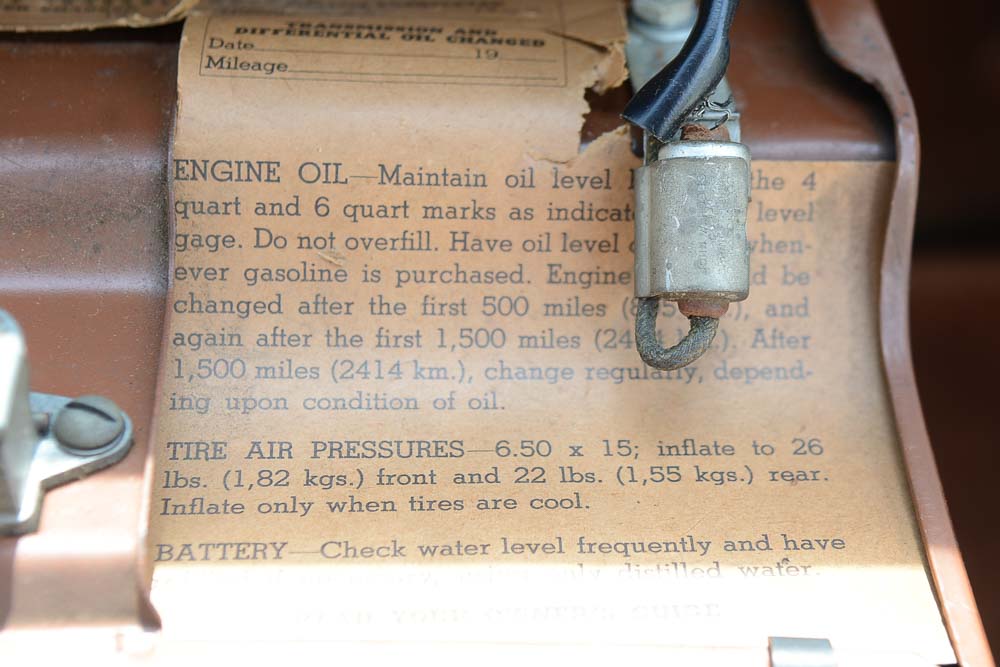 TRANSMISSION AND
DIFFERENTIAL OIL CHANGED
Date 19
Mileage
ENGINE OIL—Maintain oil level the 4
quart and 6 quart marks as indicat level
gage. Do not overfill. Have oil level when-
ever gasoline is purchased. Engine be
changed after the first 500 miles ), and
again after the first 1,500 miles (24 ). After
1,500 miles (2414 km.), change regularly, depend-
ing upon condition of oil.
TIRE AIR PRESSURES—6.50 x 15; inflate to 26
lbs. (1,82 kgs.) front and 22 lbs. (1,55 kgs.) rear.
Inflate only when tires are cool.
BATTERY—Check water level frequently and have
only distilled water.
READ YOUR OWNER'S GUIDE